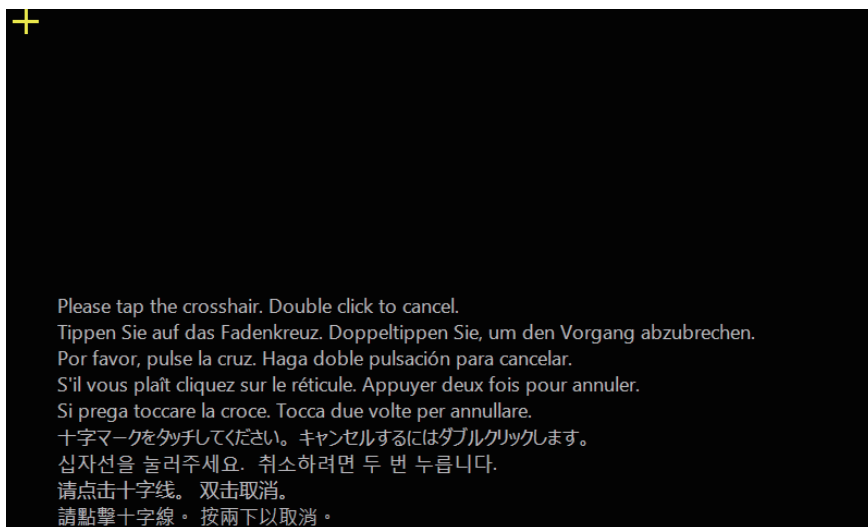 Please tap the crosshair. Double click to cancel.
Tippen Sie auf das Fadenkreuz. Doppeltippen Sie, um den Vorgang abzubrechen.
Por favor, pulse la cruz. Haga doble pulsación para cancelar.
S'il vous plaît cliquez sur le réticule. Appuyer deux fois pour annuler.
Si prega toccare la croce. Tocca due volte per annullare.
十字マークをタッチしてください。キャンセルするにはダブルクリックします。
십자선을 눌러주세요. 취소하려면 두 번 누릅니다.
请点击十字线。 双击取消。
請點擊十字線。 按兩下以取消。